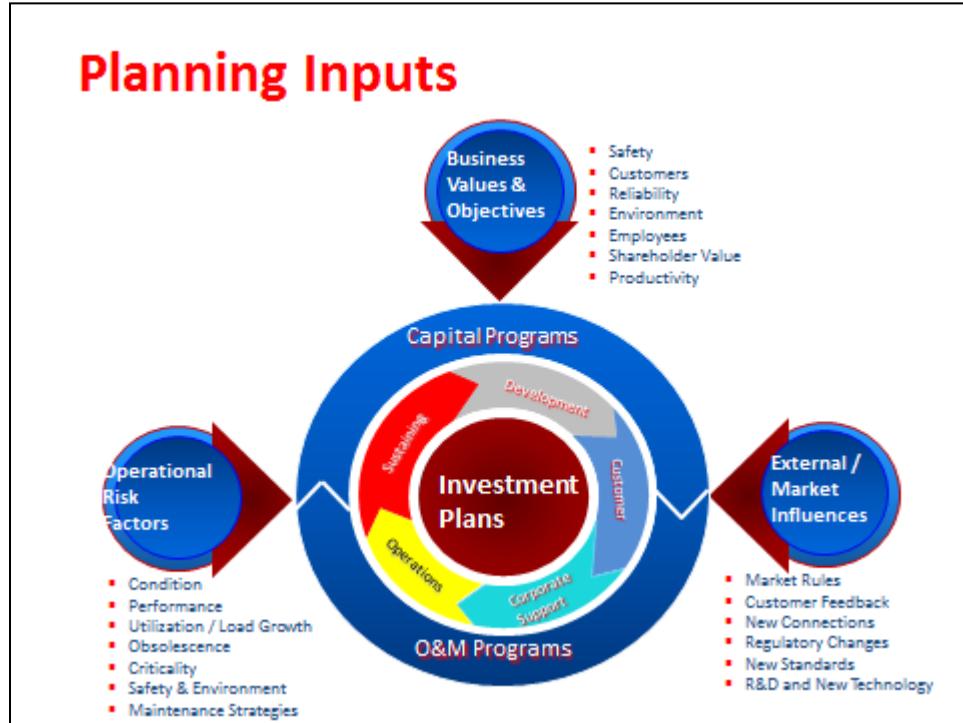 Planning Inputs
Business
Values &
Objectives
Safety
Customers
Reliability
Environment
Employees
Shareholder Value
Productivity
Capital Programs
Development
Sustaining
Customer
Investment
Plans
Operations
Corporate
Support
O&M Programs
Operational
Risk
Factors
Condition
Performance
Utilization / Load Growth
Obsolescence
Criticality
Safety & Environment
Maintenance Strategies
External /
Market
Influences
Market Rules
Customer Feedback
New Connections
Regulatory Changes
New Standards
R&D and New Technology